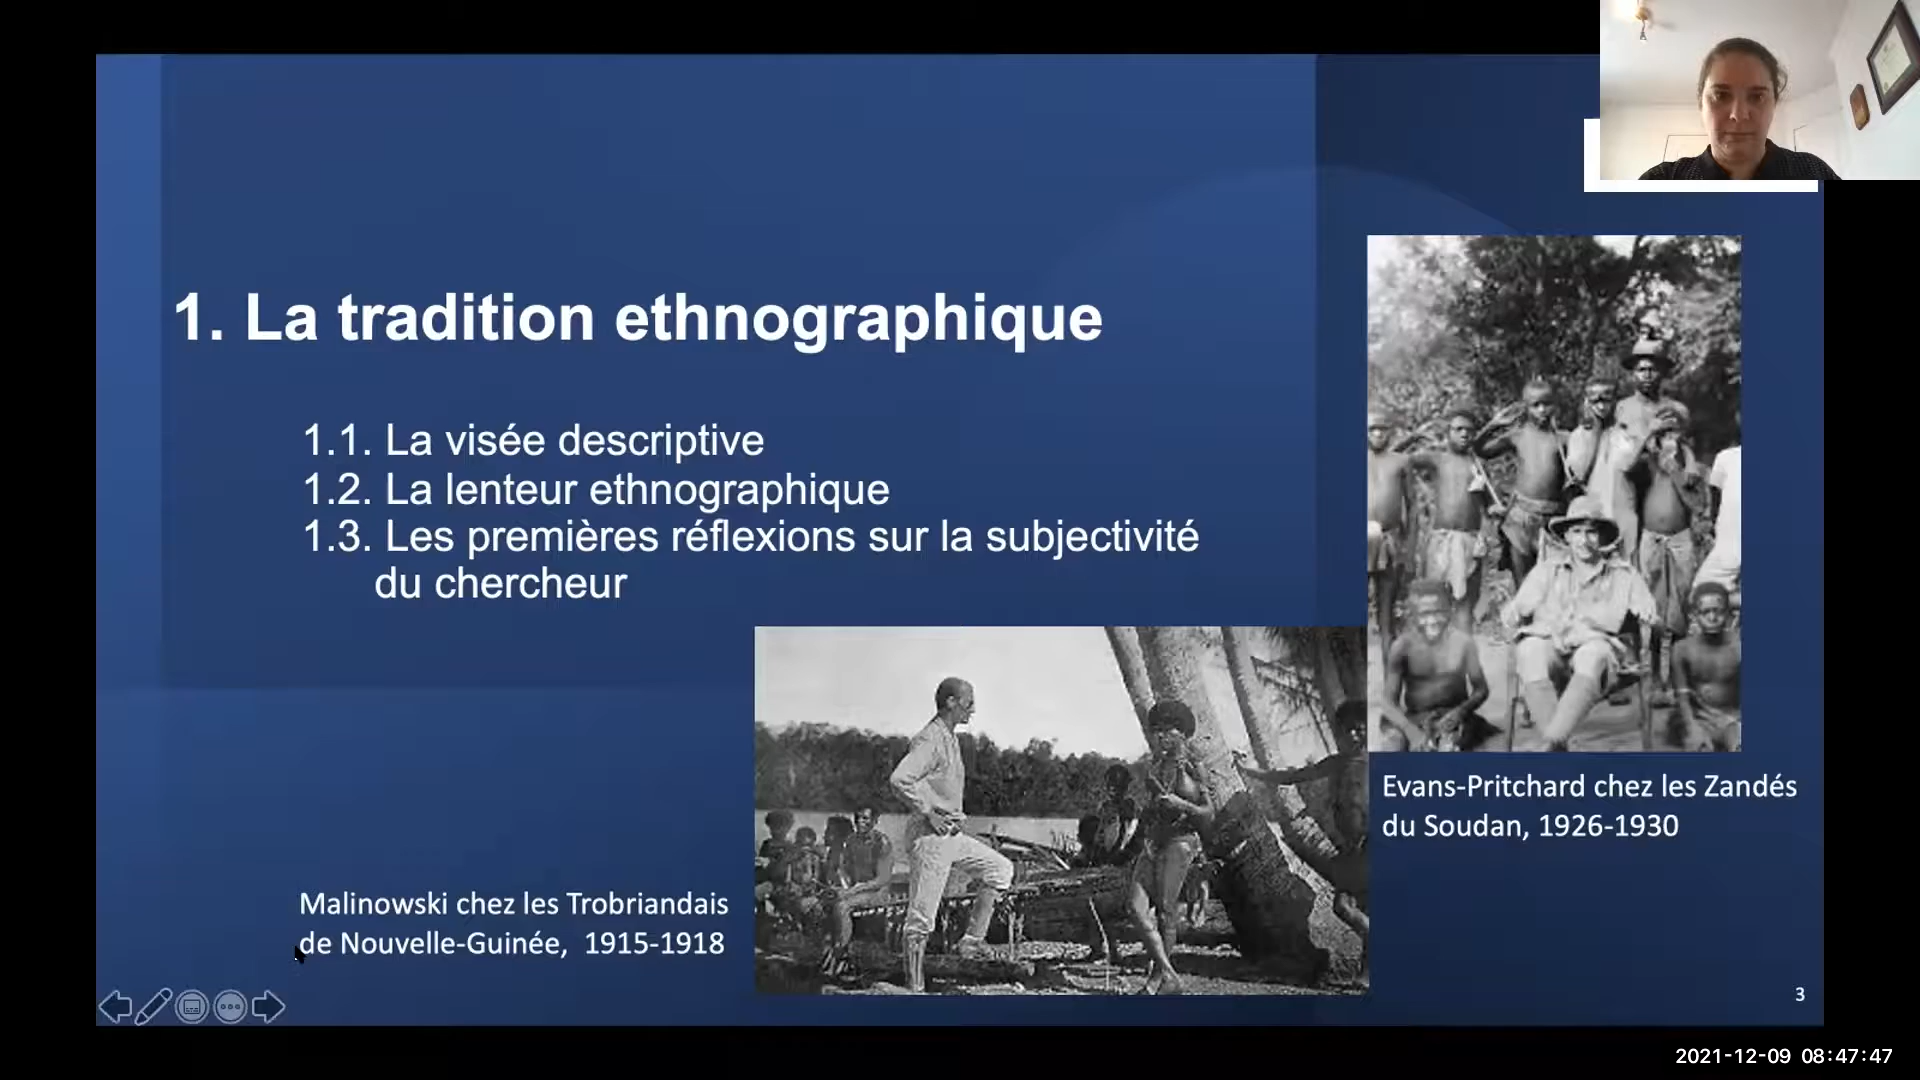 1. La tradition ethnographique
1.1. La visée descriptive
1.2. La lenteur ethnographique
1.3. Les premières réflexions sur la subjectivité
du chercheur
Evans-Pritchard chez les Zandés
du Soudan, 1926-1930
Malinowski chez les Trobriandais
de Nouvelle-Guinée, 1915-1918
3
2021-12-09 08:47:47